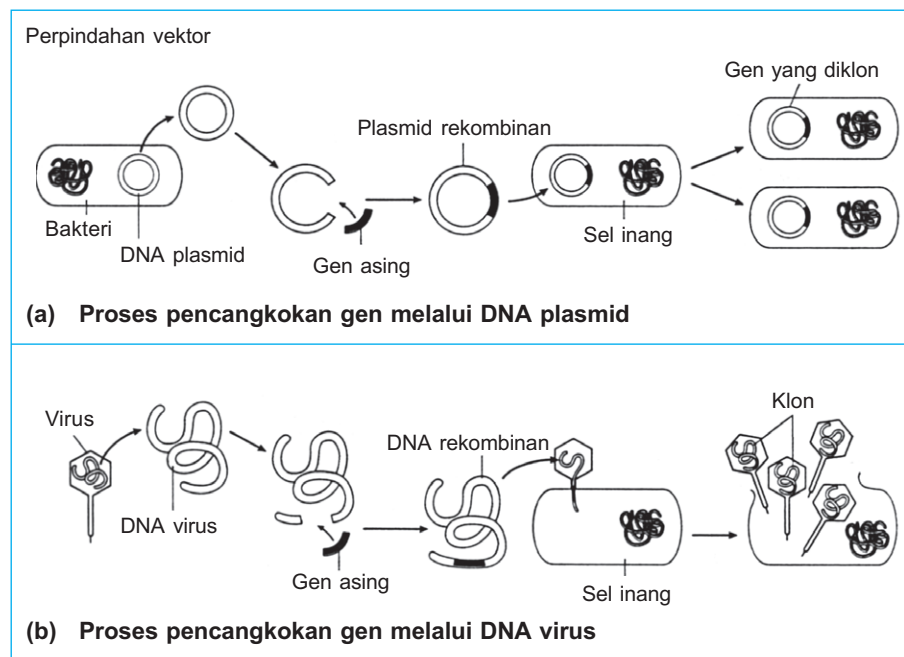 Perpindahan vektor
Gen yang diklon
Plasmid rekombinan
Bakteri
DNA plasmid
Gen asing
Sel inang
(a) Proses pencangkokan gen melalui DNA plasmid
Virus
Klon
DNA rekombinan
DNA virus
Gen asing
Sel inang
(b) Proses pencangkokan gen melalui DNA virus